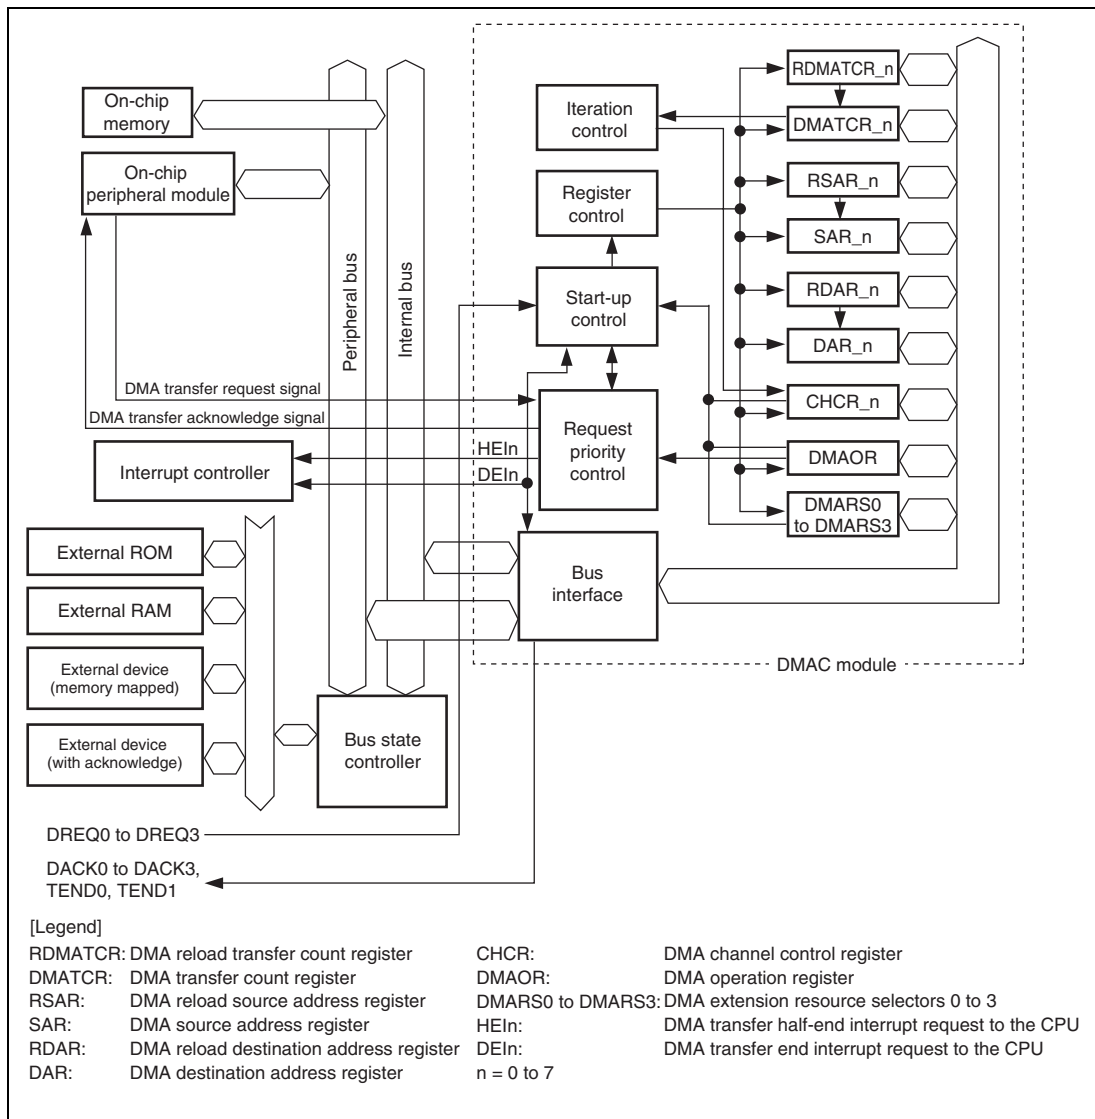 On-chip
memory
On-chip
peripheral module
Peripheral bus
Internal bus
DMA transfer request signal
DMA transfer acknowledge signal
Interrupt controller
HEIn
DEIn
External ROM
External RAM
External device
(memory mapped)
External device
(with acknowledge)
Bus state
controller
DREQ0 to DREQ3
DACK0 to DACK3,
TEND0, TEND1
Iteration
control
Register
control
Start-up
control
Request
priority
control
Bus
interface
RDMATCR_n
DMATCR_n
RSAR_n
SAR_n
RDAR_n
DAR_n
CHCR_n
DMAOR
DMARS0
to DMARS3
DMAC module
[Legend]
RDMATCR: DMA reload transfer count register
DMATCR: DMA transfer count register
RSAR: DMA reload source address register
SAR: DMA source address register
RDAR: DMA reload destination address register
DAR: DMA destination address register
CHCR: DMA channel control register
DMAOR: DMA operation register
DMARS0 to DMARS3: DMA extension resource selectors 0 to 3
HEIn: DMA transfer half-end interrupt request to the CPU
DEIn: DMA transfer end interrupt request to the CPU
n = 0 to 7